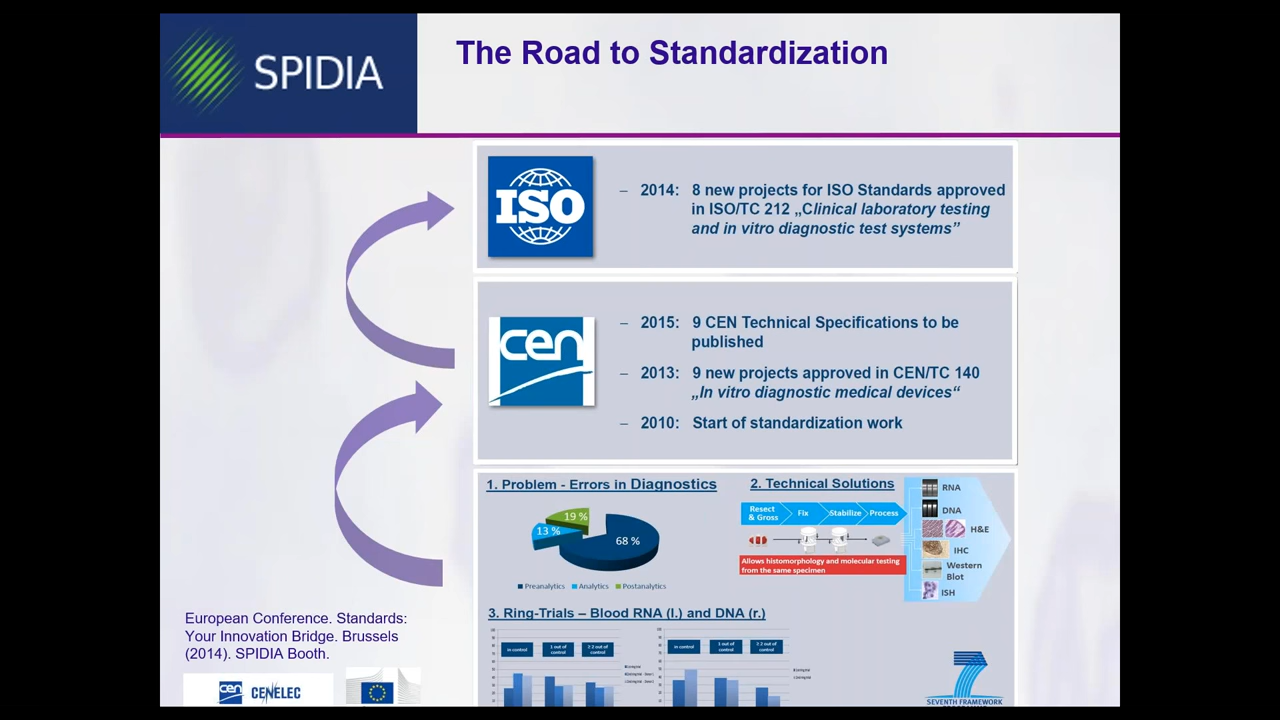 SPIDIA
The Road to Standardization
ISO
– 2014: 8 new projects for ISO Standards approved
in ISO/TC 212 „Clinical laboratory testing
and in vitro diagnostic test systems”
cen
– 2015: 9 CEN Technical Specifications to be
published
– 2013: 9 new projects approved in CEN/TC 140
„In vitro diagnostic medical devices“
– 2010: Start of standardization work
1. Problem - Errors in Diagnostics
19 %
13 %
68 %
Preanalytics Analytics Postanalytics
2. Technical Solutions
Resect
& Gross
Fix
Stabilize
Process
Allows histomorphology and molecular testing
from the same specimen
RNA
DNA
H&E
IHC
Western
Blot
ISH
3. Ring-Trials – Blood RNA (l.) and DNA (r.)
in control
1 out of
control
≥ 2 out of
control
in control
1 out of
control
≥ 2 out of
control
SEVENTH FRAMEWORK
European Conference. Standards:
Your Innovation Bridge. Brussels
(2014). SPIDIA Booth.
cen CENELEC